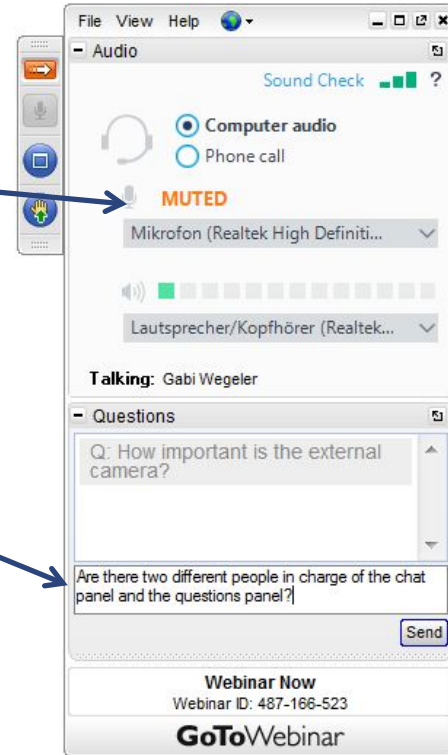 File View Help
Audio
Sound Check ?
Computer audio
Phone call
MUTED
Mikrofon (Realtek High Definiti...
Lautsprecher/Kopfhörer (Realtek...
Talking: Gabi Wegeler
Questions
Q: How important is the external
camera?
Are there two different people in charge of the chat
panel and the questions panel?
Send
Webinar Now
Webinar ID: 487-166-523
GoToWebinar